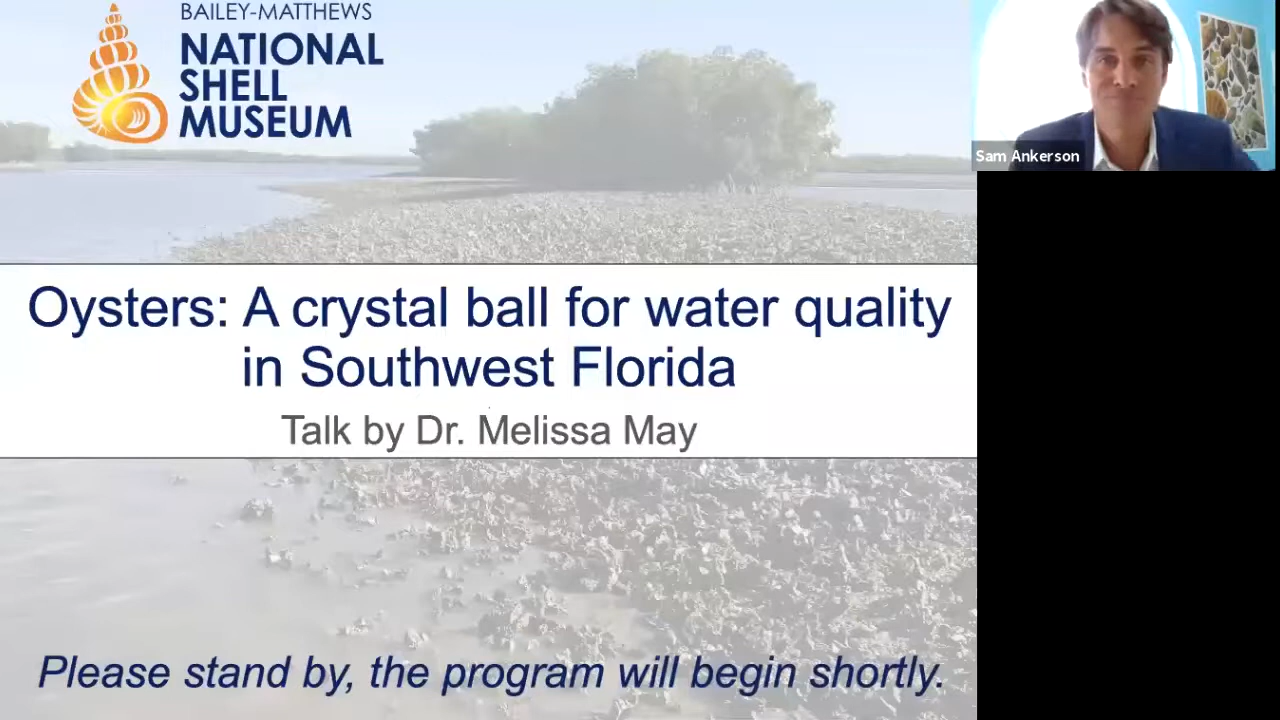 BAILEY-MATTHEWS
NATIONAL
SHELL
MUSEUM
Sam Ankerson
Oysters: A crystal ball for water quality
in Southwest Florida
Talk by Dr. Melissa May
Please stand by, the program will begin shortly.